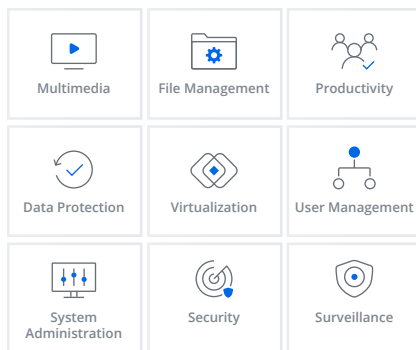 Multimedia
File Management
Productivity
Data Protection
Virtualization
User Management
System
Administration
Security
Surveillance